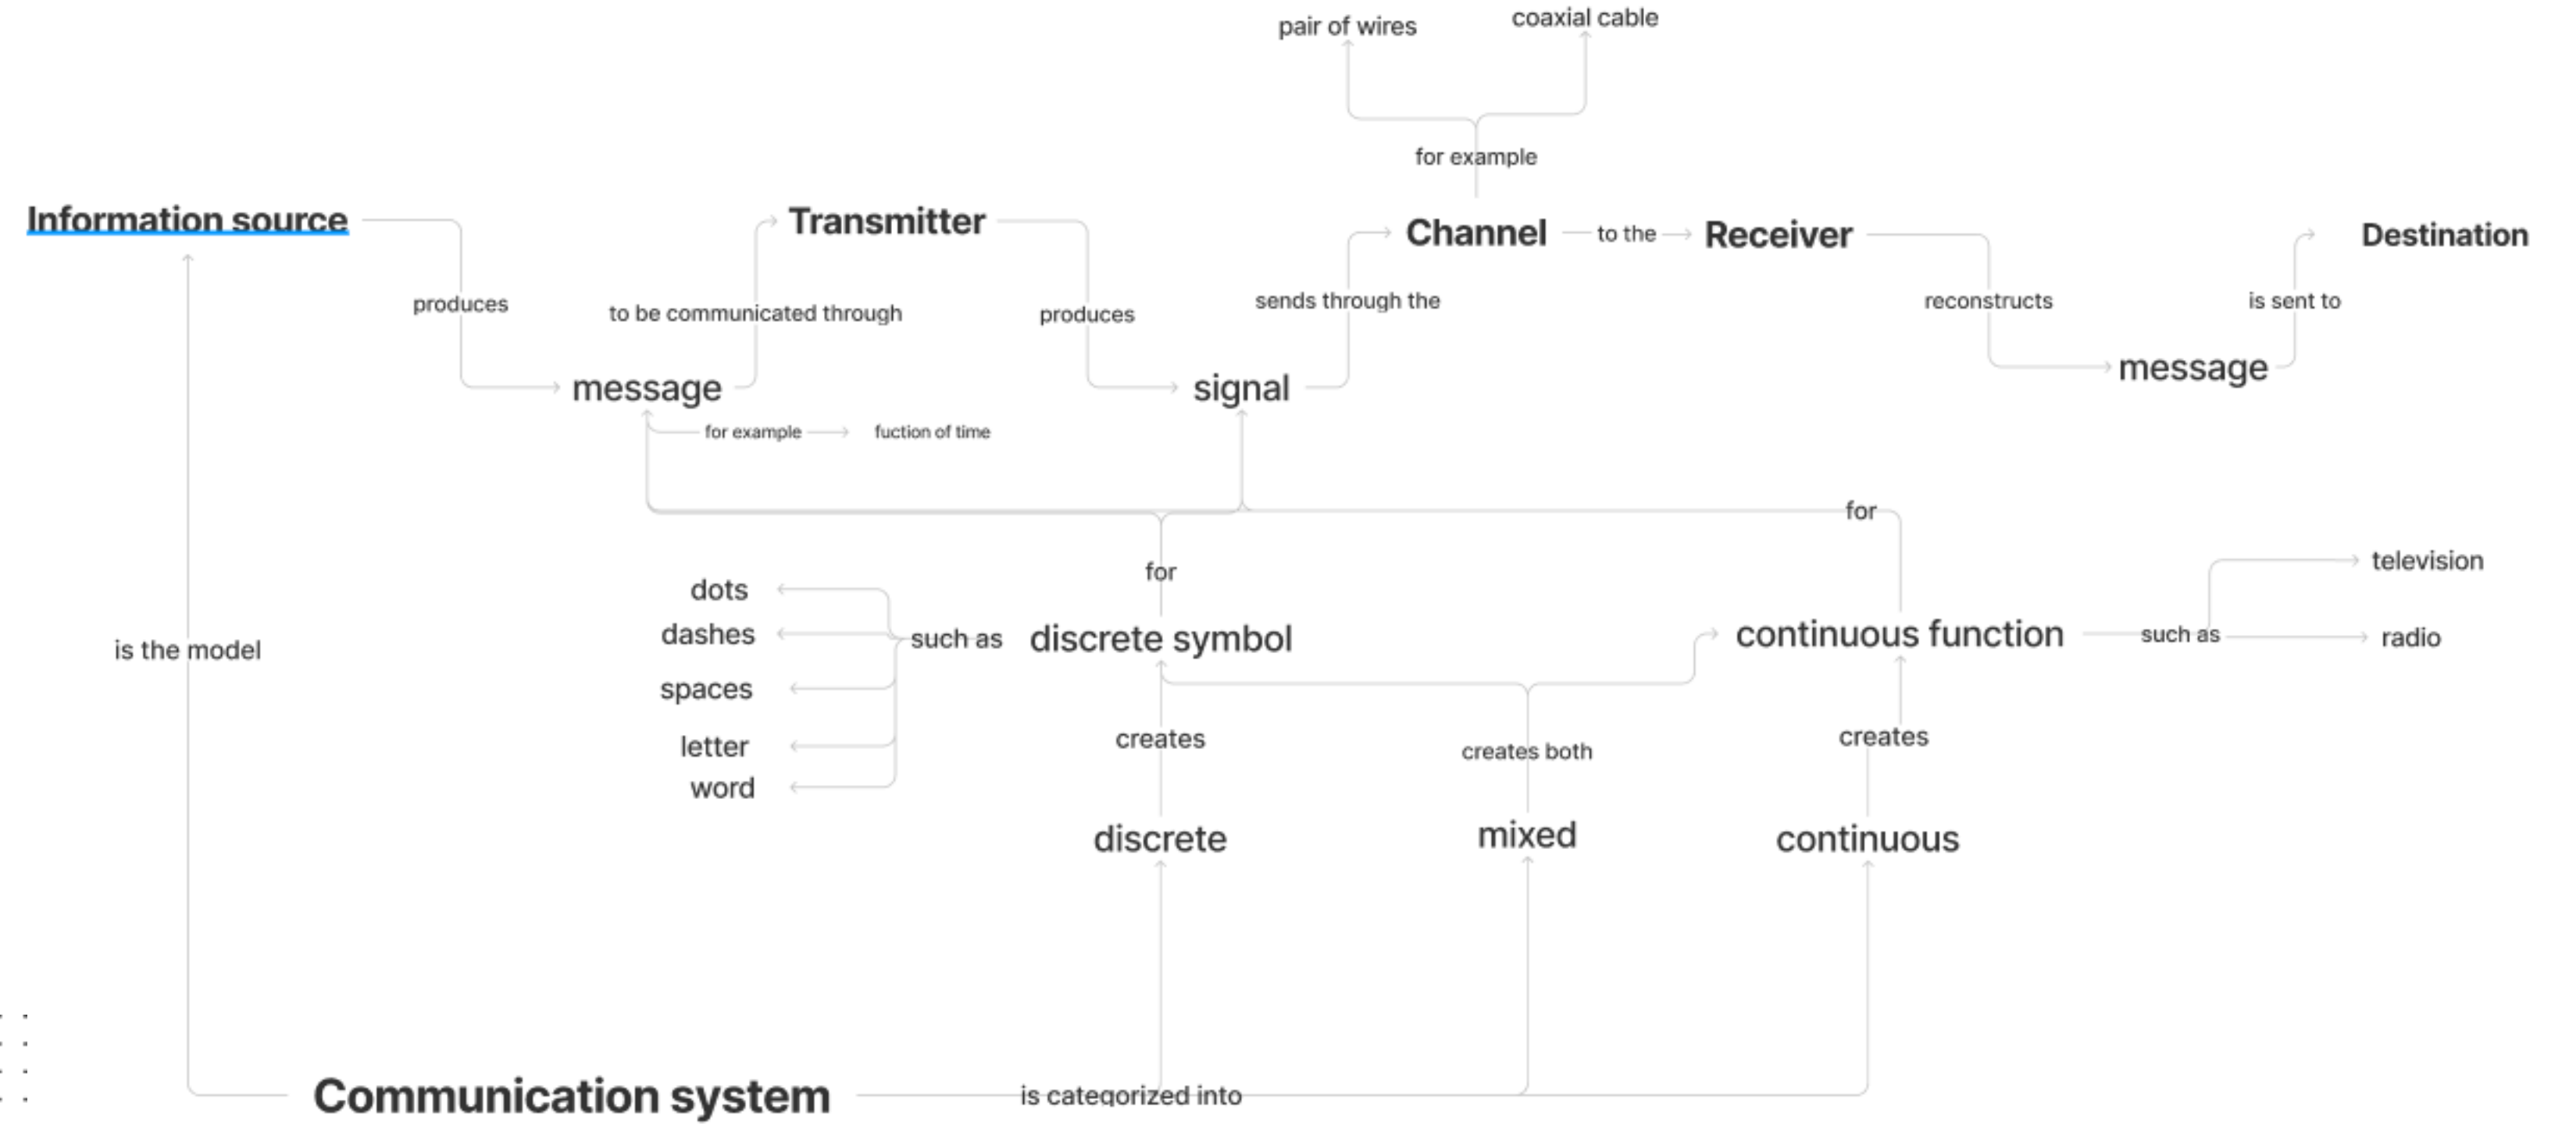 pair of wires
coaxial cable
for example
Information source
Transmitter
Channel
to the
Receiver
Destination
produces
to be communicated through
produces
sends through the
reconstructs
is sent to
message
signal
message
for example
fuction of time
for
for
television
dots
dashes
such as
discrete symbol
continuous function
such as
radio
is the model
spaces
letter
word
creates
creates both
creates
discrete
mixed
continuous
Communication system
is categorized into